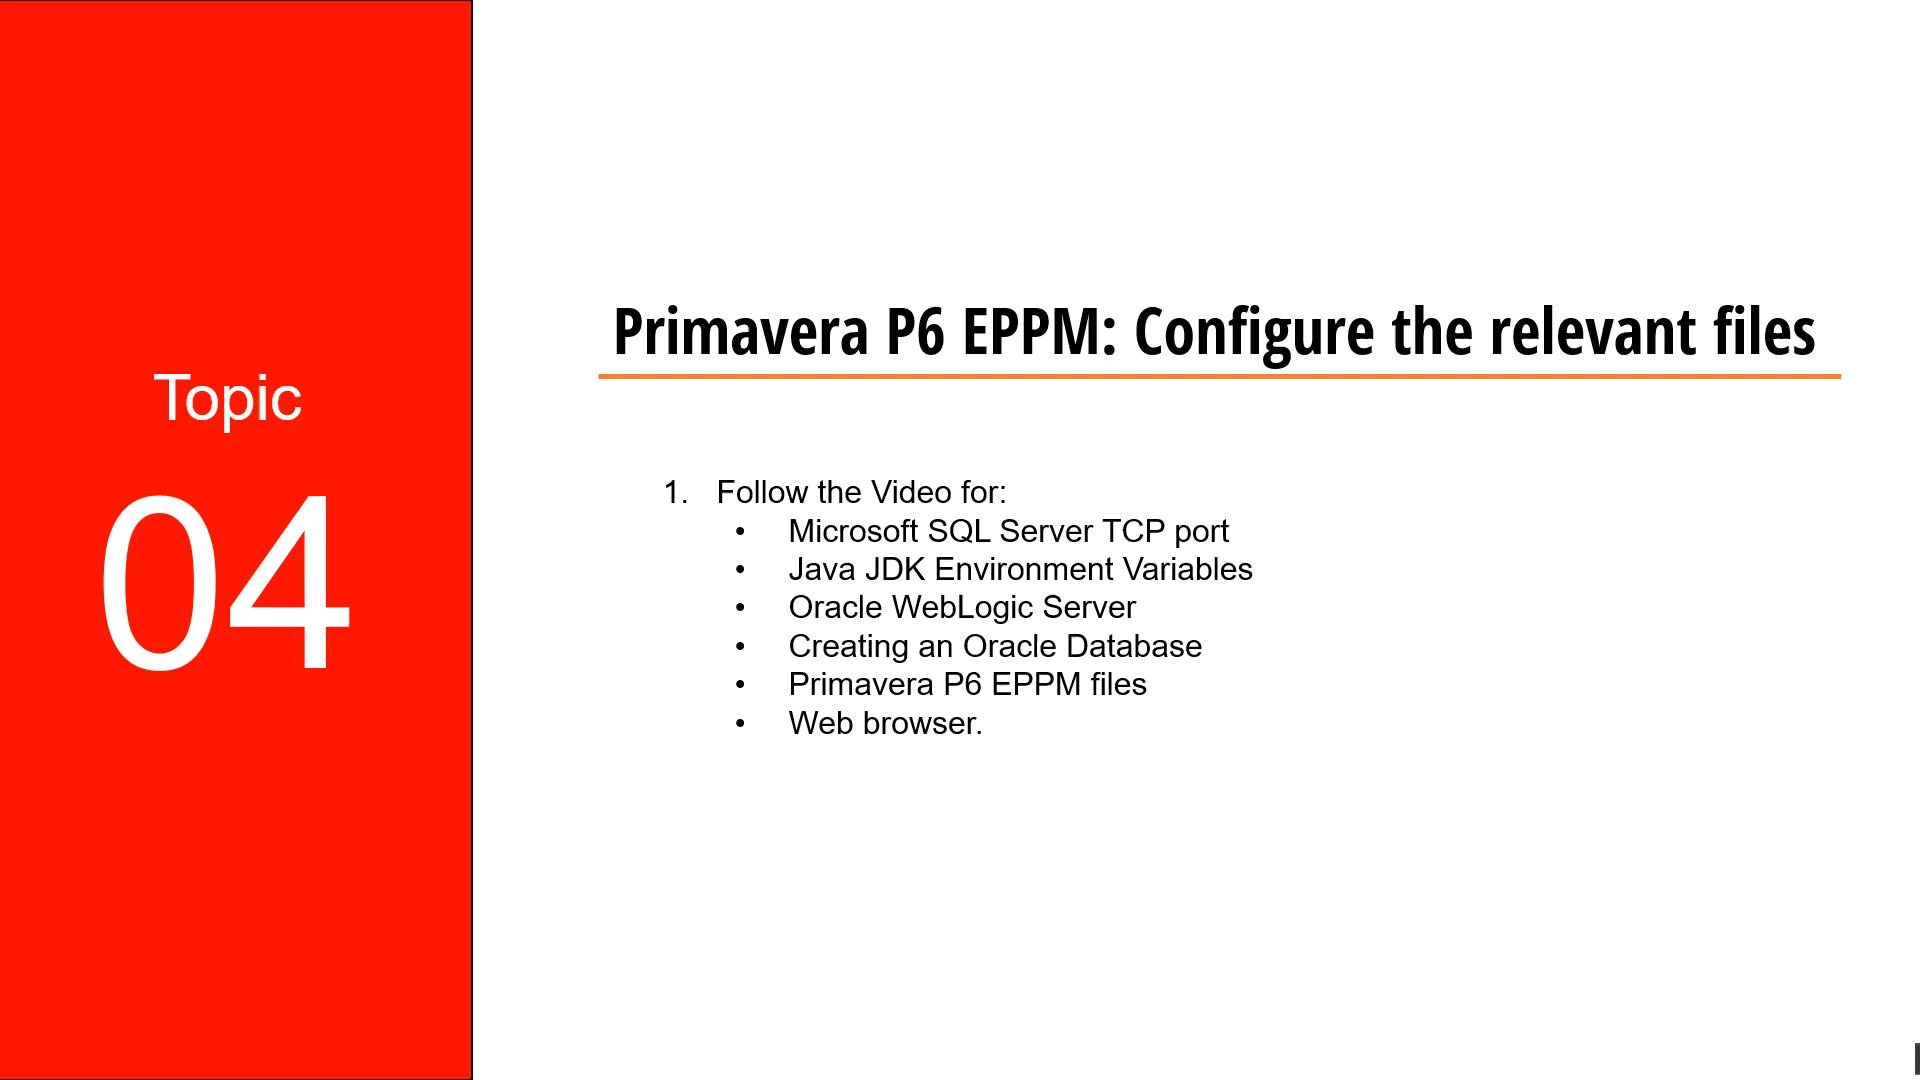 Topic
04
Primavera P6 EPPM: Configure the relevant files
1. Follow the Video for:
• Microsoft SQL Server TCP port
• Java JDK Environment Variables
• Oracle WebLogic Server
• Creating an Oracle Database
• Primavera P6 EPPM files
• Web browser.